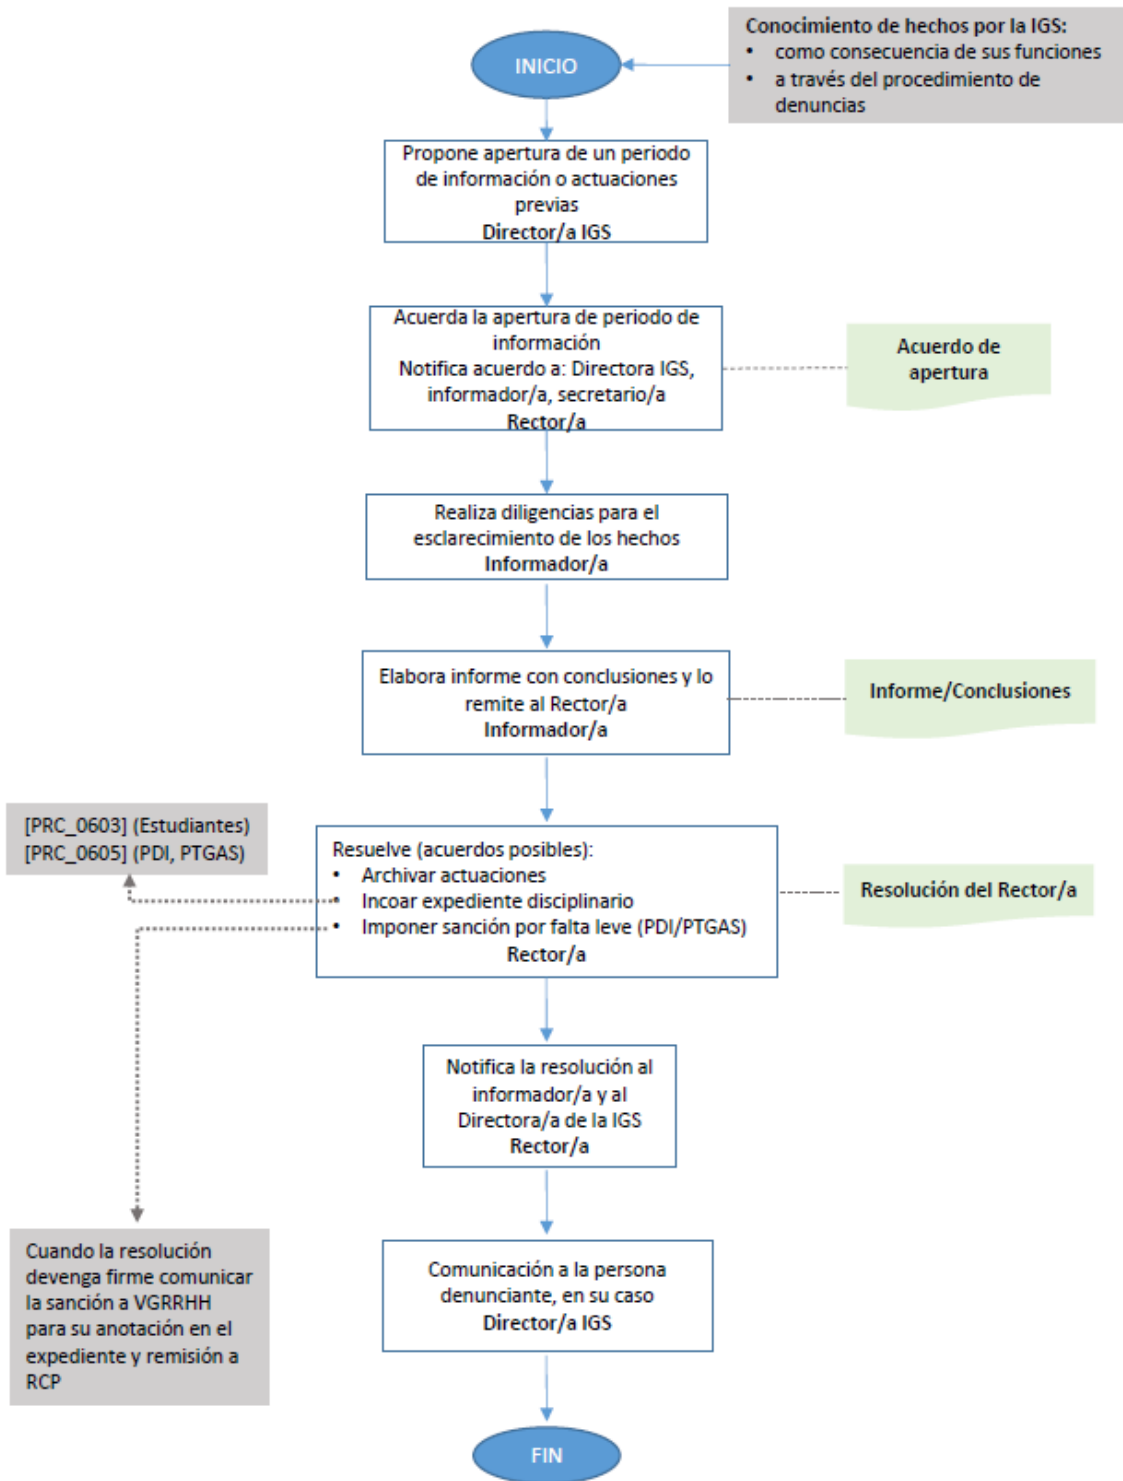 Conocimiento de hechos por la IGS:
• como consecuencia de sus funciones
• a través del procedimiento de
denuncias
INICIO
Propone apertura de un periodo
de información o actuaciones
previas
Director/a IGS
Acuerda la apertura de periodo de
información
Notifica acuerdo a: Directora IGS,
informador/a, secretario/a
Rector/a
Acuerdo de
apertura
Realiza diligencias para el
esclarecimiento de los hechos
Informador/a
Elabora informe con conclusiones y lo
remite al Rector/a
Informador/a
Informe/Conclusiones
[PRC_0603] (Estudiantes)
[PRC_0605] (PDI, PTGAS)
Resuelve (acuerdos posibles):
• Archivar actuaciones
• Incoar expediente disciplinario
• Imponer sanción por falta leve (PDI/PTGAS)
Rector/a
Resolución del Rector/a
Notifica la resolución al
informador/a y al
Directora/a de la IGS
Rector/a
Cuando la resolución
devenga firme comunicar
la sanción a VGRRHH
para su anotación en el
expediente y remisión a
RCP
Comunicación a la persona
denunciante, en su caso
Director/a IGS
FIN